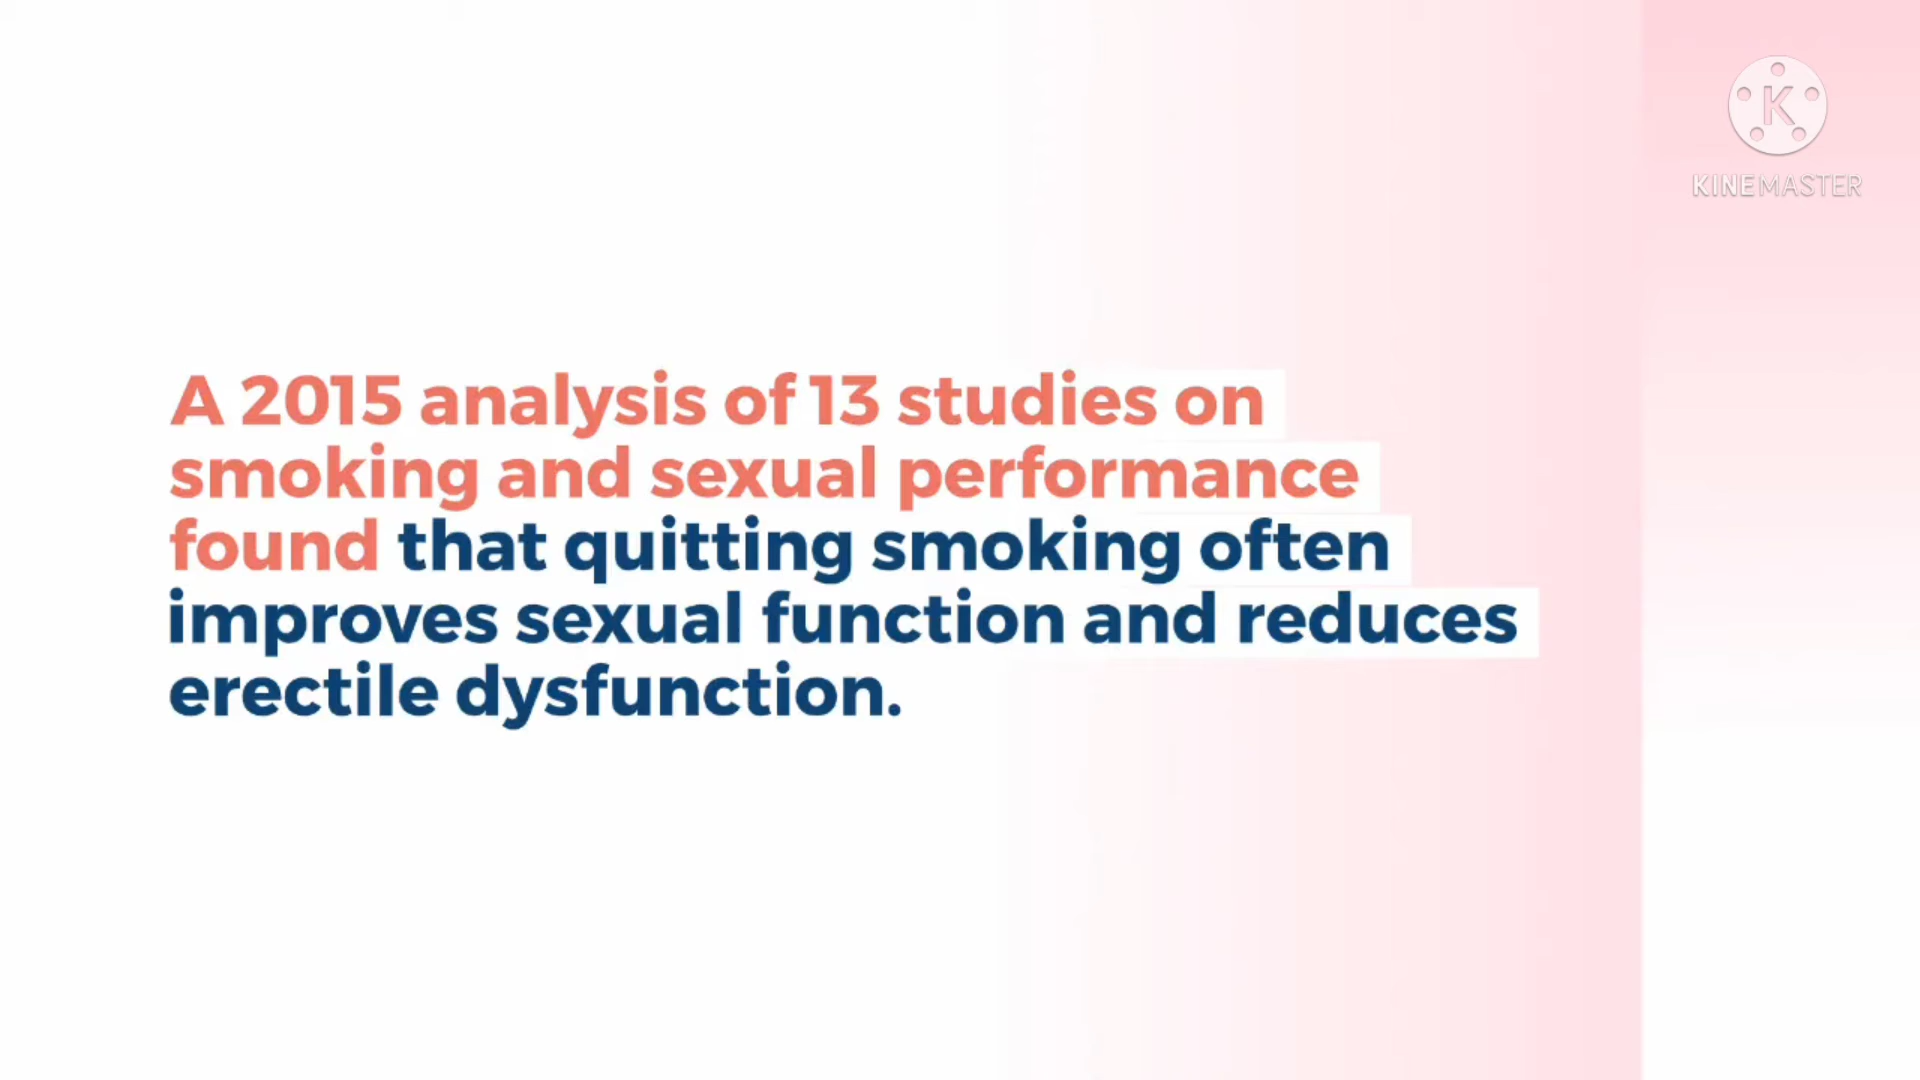 K
KINEMASTER
A 2015 analysis of 13 studies on
smoking and sexual performance
found that quitting smoking often
improves sexual function and reduces
erectile dysfunction.